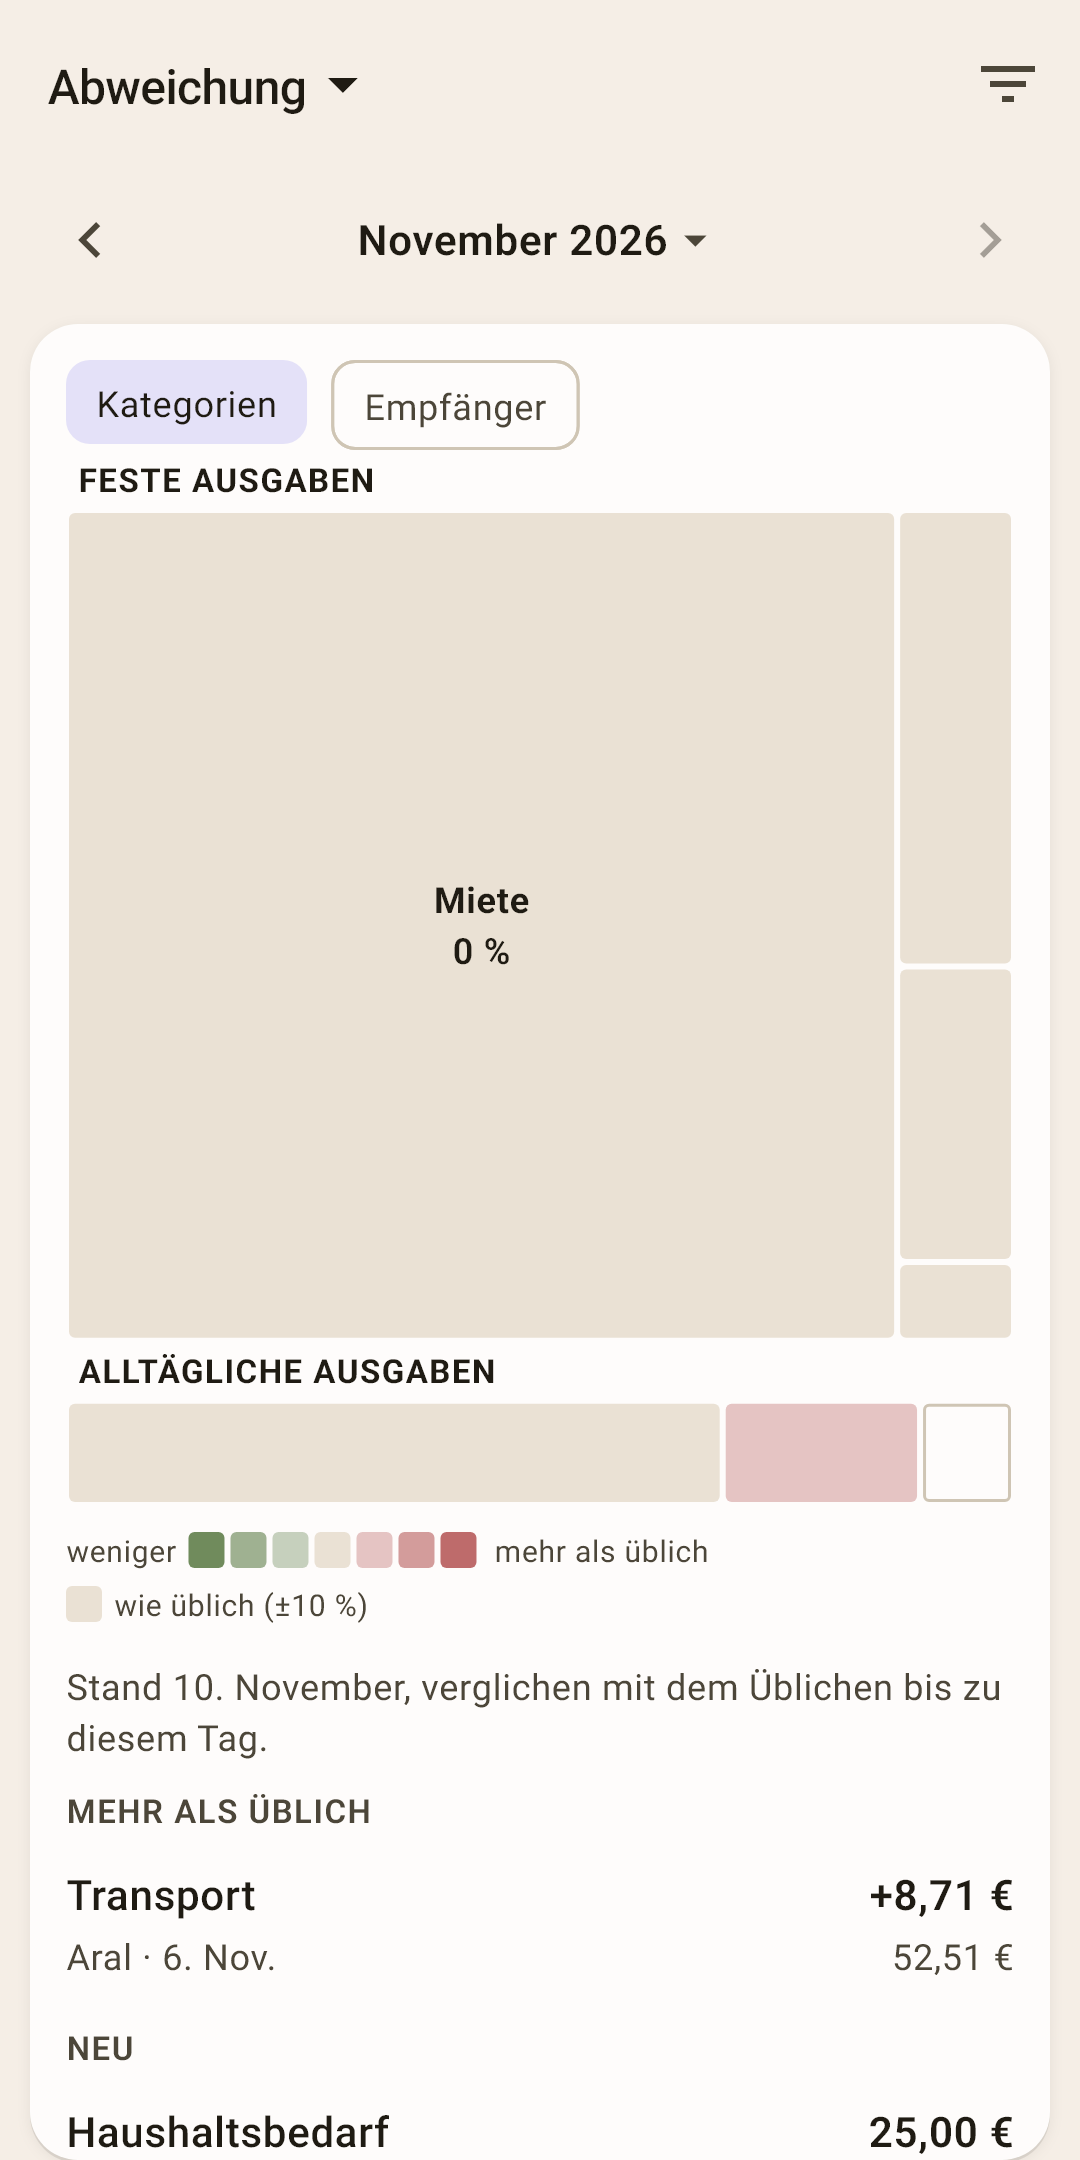 Abweichung
November 2026
Kategorien
Empfänger
FESTE AUSGABEN
Miete
0 %
ALLTÄGLICHE AUSGABEN
weniger mehr als üblich
wie üblich (±10 %)
Stand 10. November, verglichen mit dem Üblichen bis zu
diesem Tag.
MEHR ALS ÜBLICH
Transport +8,71 €
Aral · 6. Nov. 52,51 €
NEU
Haushaltsbedarf 25,00 €